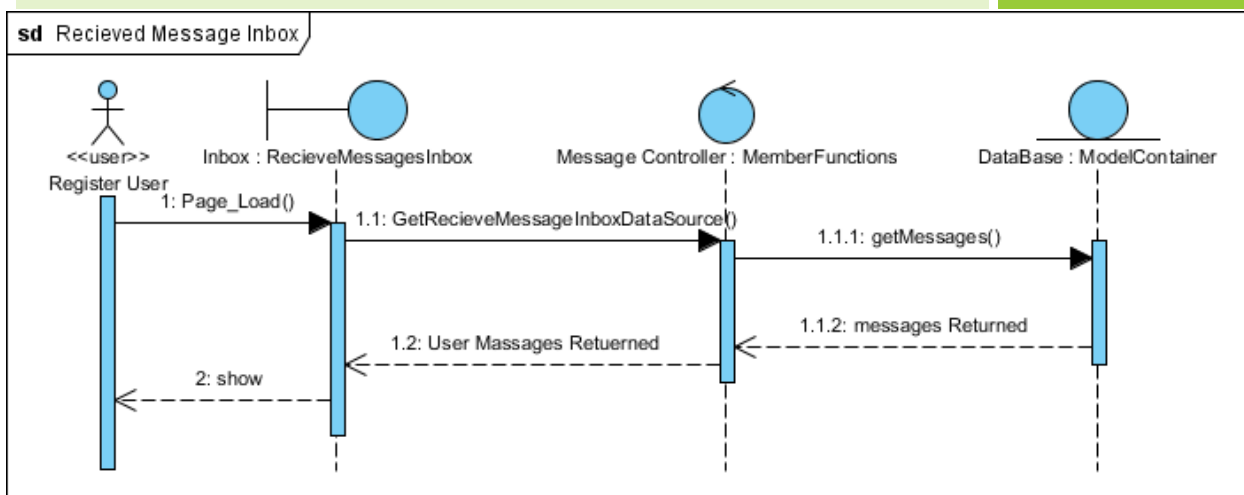 sd Recieved Message Inbox
<<user>>
Register User
Inbox : RecieveMessagesInbox
Message Controller : MemberFunctions
DataBase : ModelContainer
1: Page_Load()
1.1: GetRecieveMessageInboxDataSource()
1.1.1: getMessages()
1.1.2: messages Returned
1.2: User Massages Retuerned
2: show